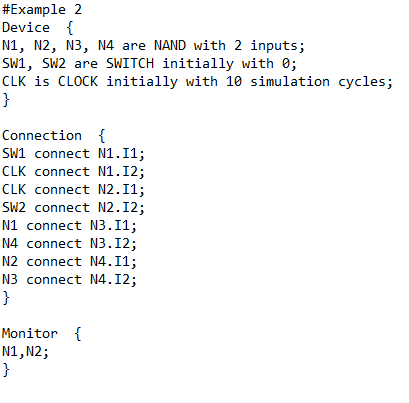 #Example 2
Device  {
N1, N2, N3, N4 are NAND with 2 inputs;
SW1, SW2 are SWITCH initially with 0;
CLK is CLOCK initially with 10 simulation cycles;
}

Connection  {
SW1 connect N1.I1;
CLK connect N1.I2;
CLK connect N2.I1;
SW2 connect N2.I2;
N1 connect N3.I1;
N4 connect N3.I2;
N2 connect N4.I1;
N3 connect N4.I2;
}

Monitor  {
N1,N2;
}